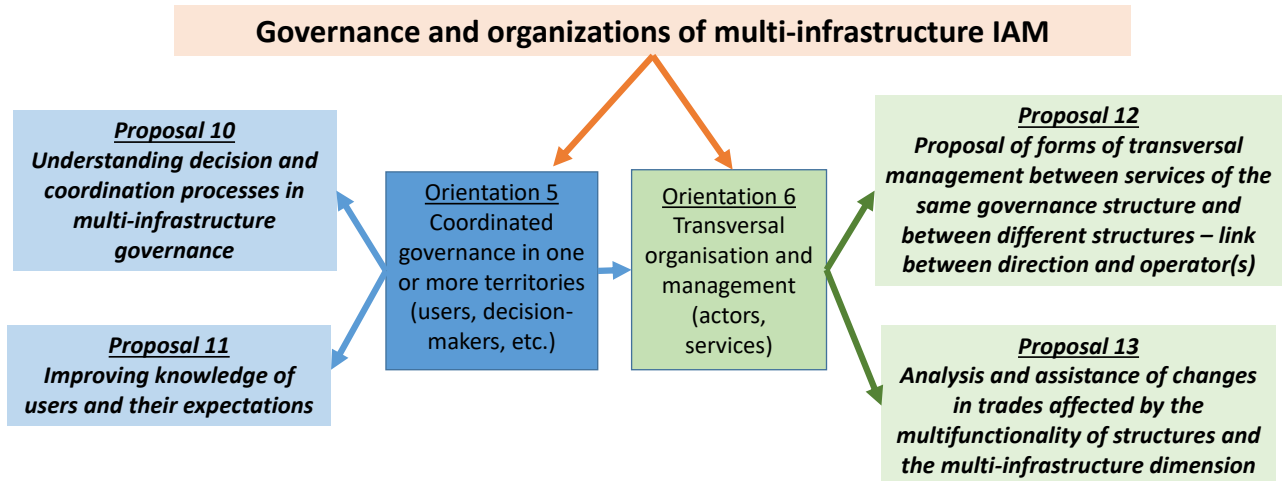 Governance and organizations of multi-infrastructure IAM
Proposal 10
Understanding decision and
coordination processes in
multi-infrastructure
governance
Proposal 11
Improving knowledge of
users and their expectations
Orientation 5
Coordinated
governance in one
or more territories
(users, decision-
makers, etc.)
Orientation 6
Transversal
organisation and
management
(actors,
services)
Proposal 12
Proposal of forms of transversal
management between services of the
same governance structure and
between different structures – link
between direction and operator(s)
Proposal 13
Analysis and assistance of changes
in trades affected by the
multifunctionality of structures and
the multi-infrastructure dimension